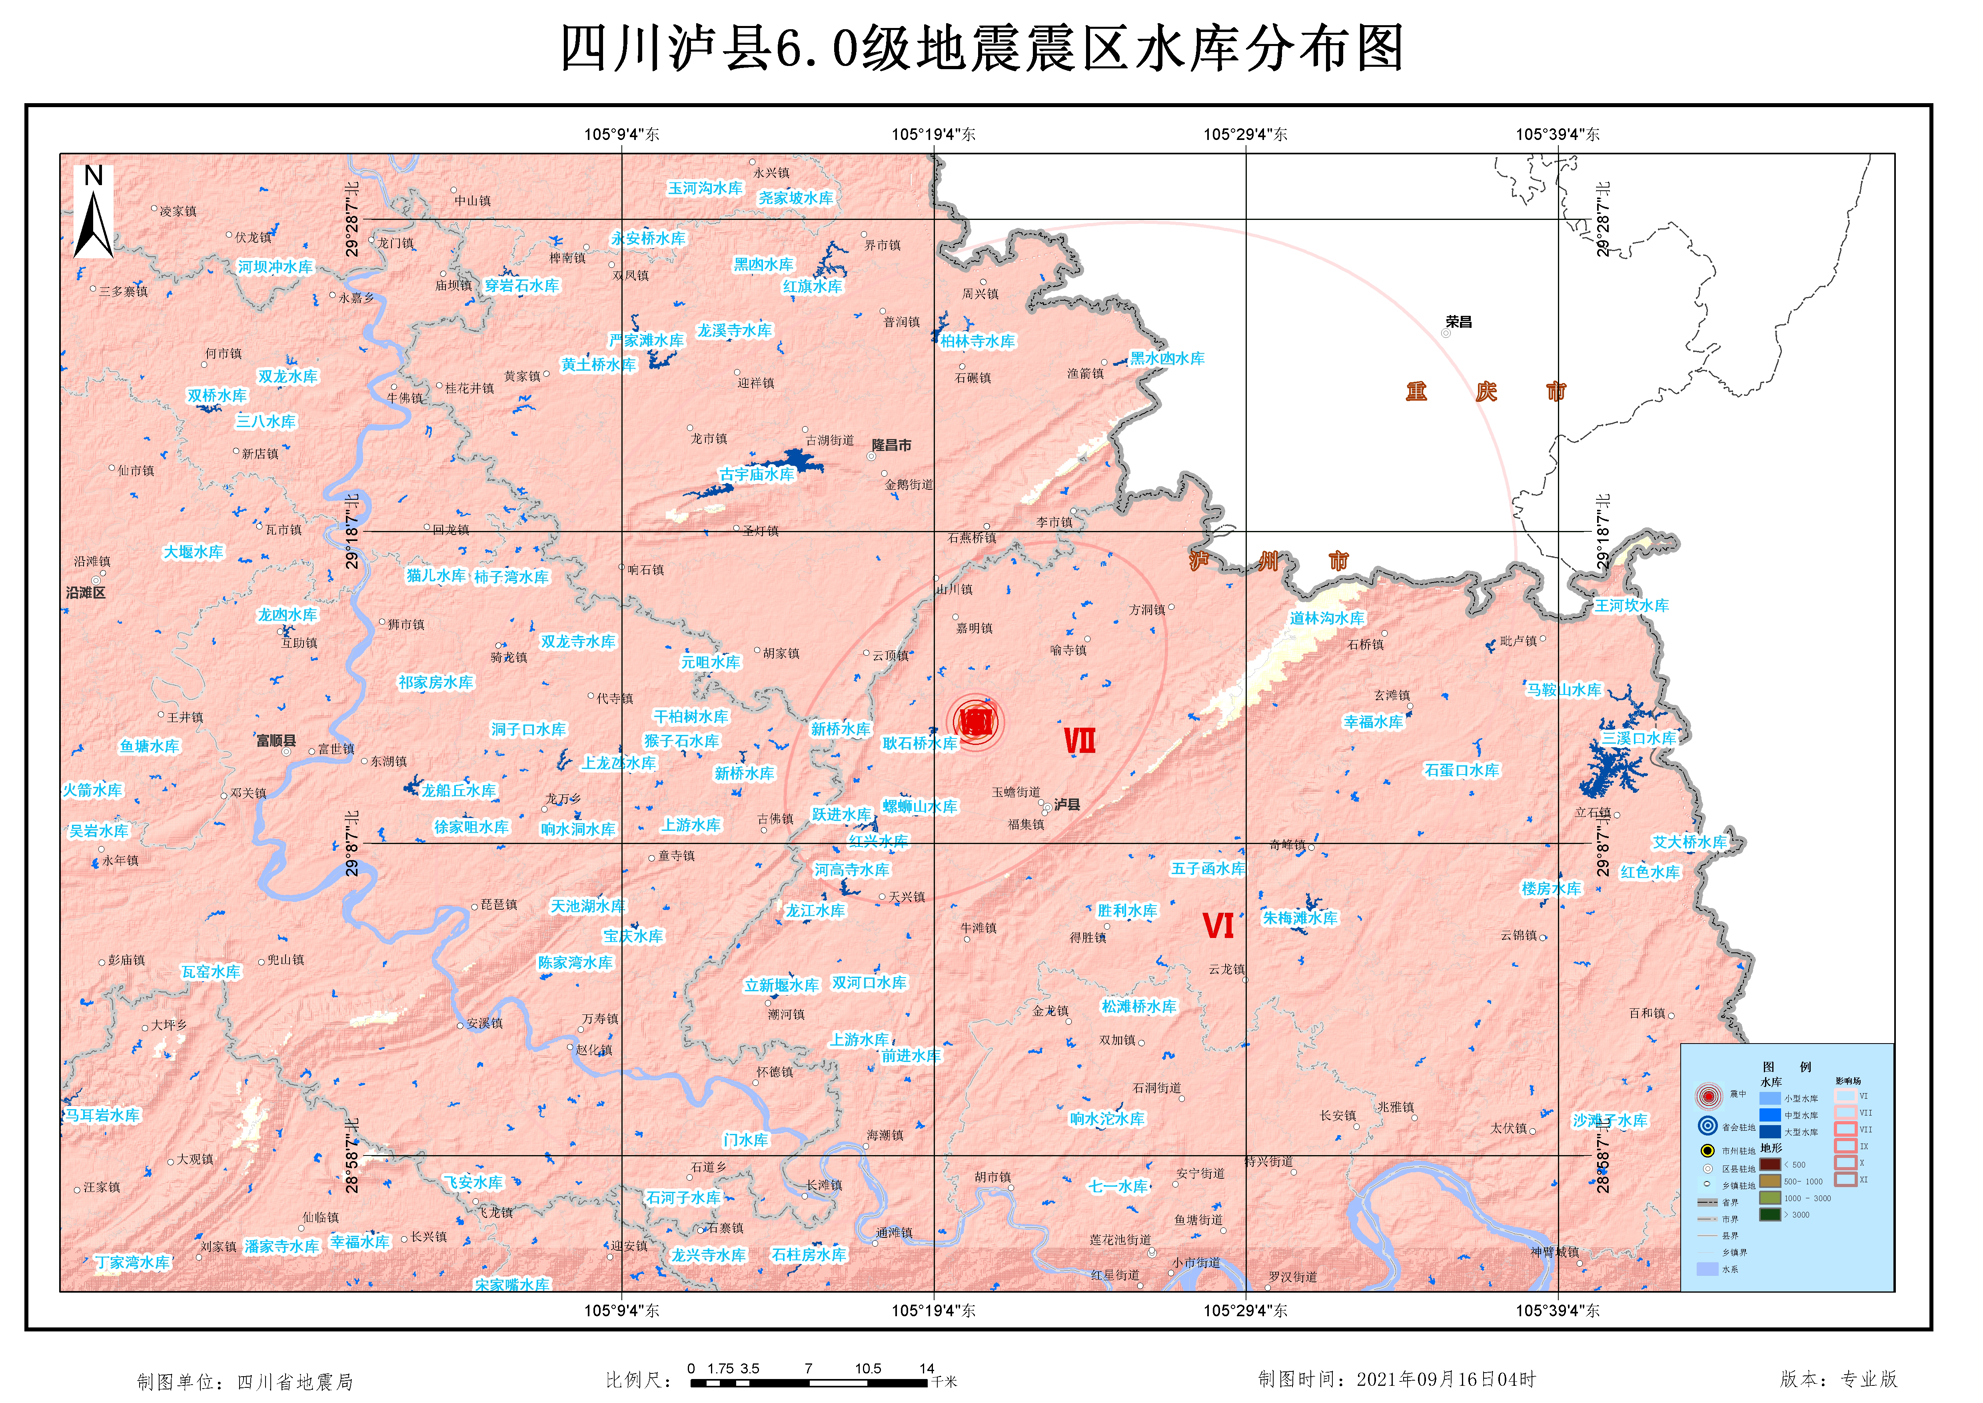 四川泸县6.0级地震震区水库分布图
105°9'4"东
105°19'4"东
105°29'4"东
105°39'4"东
N
29°28'7"北
29°28'7"北
29°18'7"北
29°18'7"北
29°8'7"北
29°8'7"北
28°58'7"北
28°58'7"北
永兴镇
玉河沟水库
尧家坡水库
中山镇
凌家镇
伏龙镇
龙门镇
永安桥水库
界市镇
椑南镇
双凤镇
黑凼水库
河坝冲水库
庙坝镇
穿岩石水库
红旗水库
周兴镇
三多寨镇
永嘉乡
普润镇
荣昌
龙溪寺水库
严家滩水库
柏林寺水库
何市镇
黄土桥水库
黑水凼水库
双龙水库
黄家镇
桂花井镇
迎祥镇
石碾镇
渔箭镇
双桥水库
牛佛镇
重庆市
三八水库
龙市镇
古湖街道
隆昌市
新店镇
仙市镇
古宇庙水库
金鹅街道
瓦市镇
回龙镇
圣灯镇
李市镇
石燕桥镇
大堰水库
沿滩镇
泸州市
猫儿水库
柿子湾水库
响石镇
沿滩区
山川镇
王河坎水库
龙凼水库
方洞镇
道林沟水库
狮市镇
嘉明镇
互助镇
双龙寺水库
毗卢镇
石桥镇
骑龙镇
元咀水库
胡家镇
云顶镇
喻寺镇
祁家房水库
马鞍山水库
代寺镇
玄滩镇
王井镇
干柏树水库
幸福水库
洞子口水库
新桥水库
VII
鱼塘水库
富顺县
富世镇
猴子石水库
耿石桥水库
三溪口水库
东湖镇
上龙氹水库
新桥水库
石蛋口水库
火箭水库
邓关镇
龙船丘水库
龙万乡
玉蟾街道
泸县
螺蛳山水库
跃进水库
立石镇
吴岩水库
徐家咀水库
响水洞水库
上游水库
古佛镇
福集镇
红兴水库
艾大桥水库
奇峰镇
永年镇
童寺镇
河高寺水库
五子函水库
红色水库
楼房水库
天兴镇
琵琶镇
天池湖水库
龙江水库
胜利水库
VI
朱梅滩水库
牛滩镇
宝庆水库
得胜镇
云锦镇
彭庙镇
兜山镇
陈家湾水库
瓦窑水库
云龙镇
立新堰水库
双河口水库
潮河镇
松滩桥水库
金龙镇
百和镇
大坪乡
安溪镇
万寿镇
赵化镇
上游水库
前进水库
双加镇
怀德镇
石洞街道
马耳岩水库
响水沱水库
长安镇
兆雅镇
太伏镇
沙滩子水库
门水库
海潮镇
大观镇
石道乡
特兴街道
安宁街道
胡市镇
汪家镇
飞安水库
石河子水库
长滩镇
七一水库
飞龙镇
仙临镇
石寨镇
鱼塘街道
通滩镇
莲花池街道
刘家镇
潘家寺水库
幸福水库
长兴镇
迎安镇
龙兴寺水库
石柱房水库
丁家湾水库
小市街道
神臂城镇
红星街道
罗汉街道
宋家嘴水库
图 例
震中
省会驻地
市州驻地
区县驻地
乡镇驻地
省界
市界
县界
乡镇界
水系
水库
小型水库
中型水库
大型水库
地形
< 500
500- 1000
1000 - 3000
> 3000
影响场
VI
VII
VII
IX
X
XI
105°9'4"东
105°19'4"东
105°29'4"东
105°39'4"东
制图单位：四川省地震局
比例尺：
0 1.75 3.5 7 10.5 14
千米
制图时间：2021年09月16日04时
版本：专业版